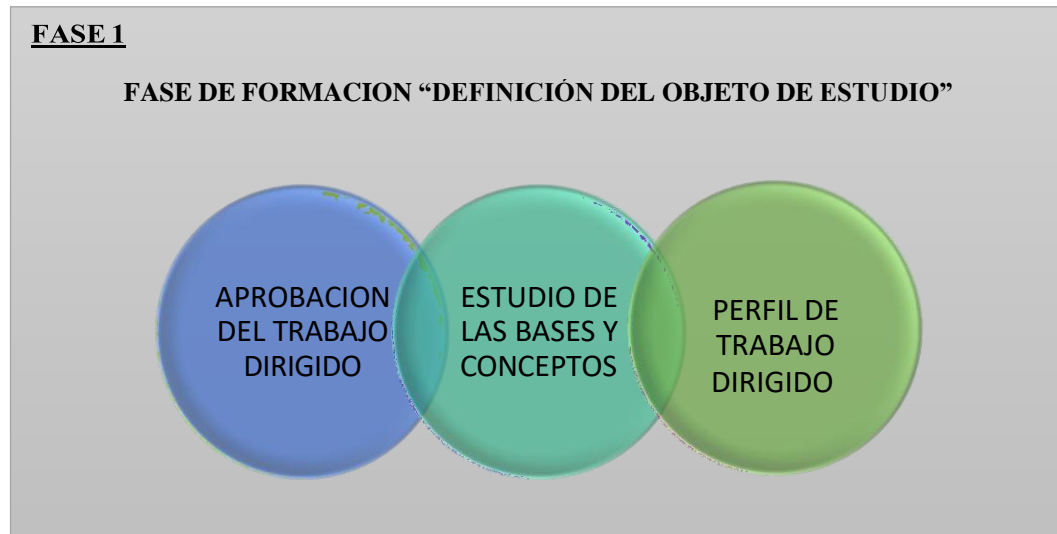 FASE 1
FASE DE FORMACION “DEFINICIÓN DEL OBJETO DE ESTUDIO”
APROBACION
DEL TRABAJO
DIRIGIDO
ESTUDIO DE
LAS BASES Y
CONCEPTOS
PERFIL DE
TRABAJO
DIRIGIDO